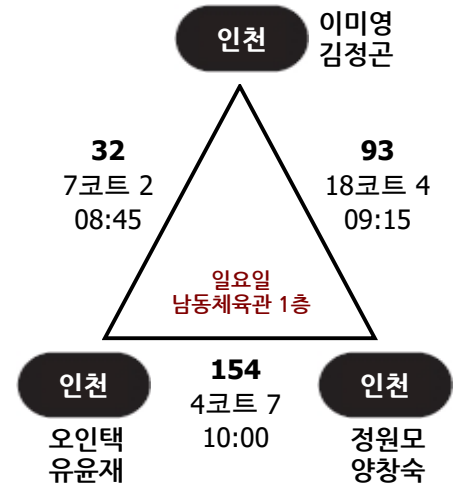 인천
이미영
김정곤
32
7코트 2
08:45
93
18코트 4
09:15
일요일
남동체육관 1층
인천
오인택
유윤재
154
4코트 7
10:00
인천
정원모
양창숙